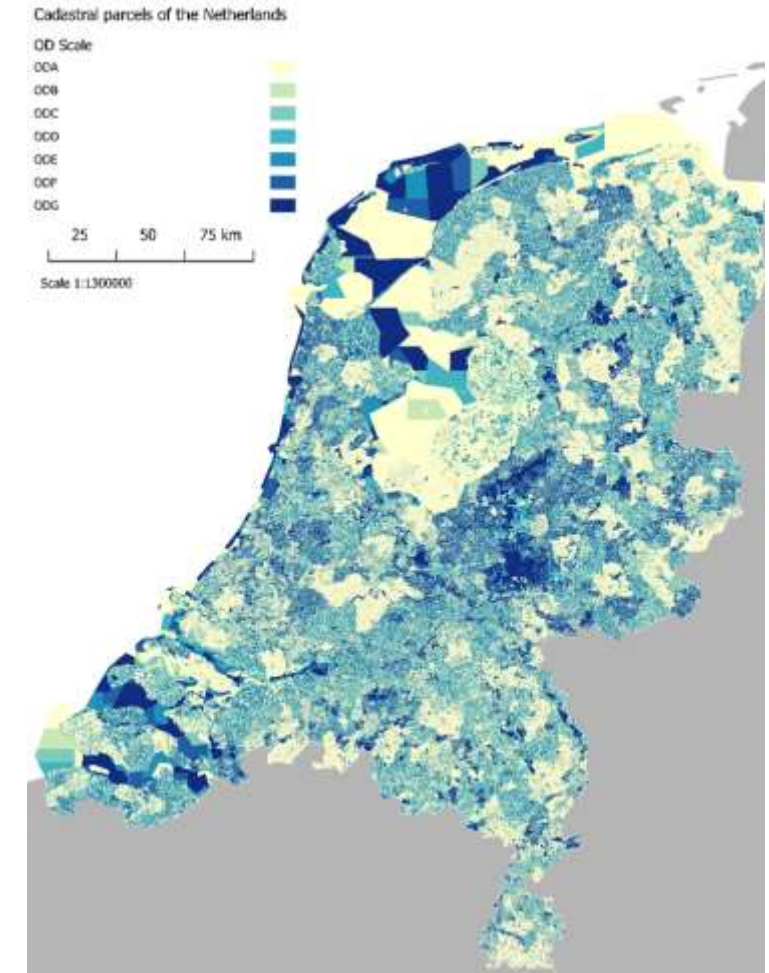 Cadastral parcels of the Netherlands
OD Scale
ODA
ODB
ODC
ODD
ODE
ODF
ODG
25 50 75 km
Scale 1:1300000